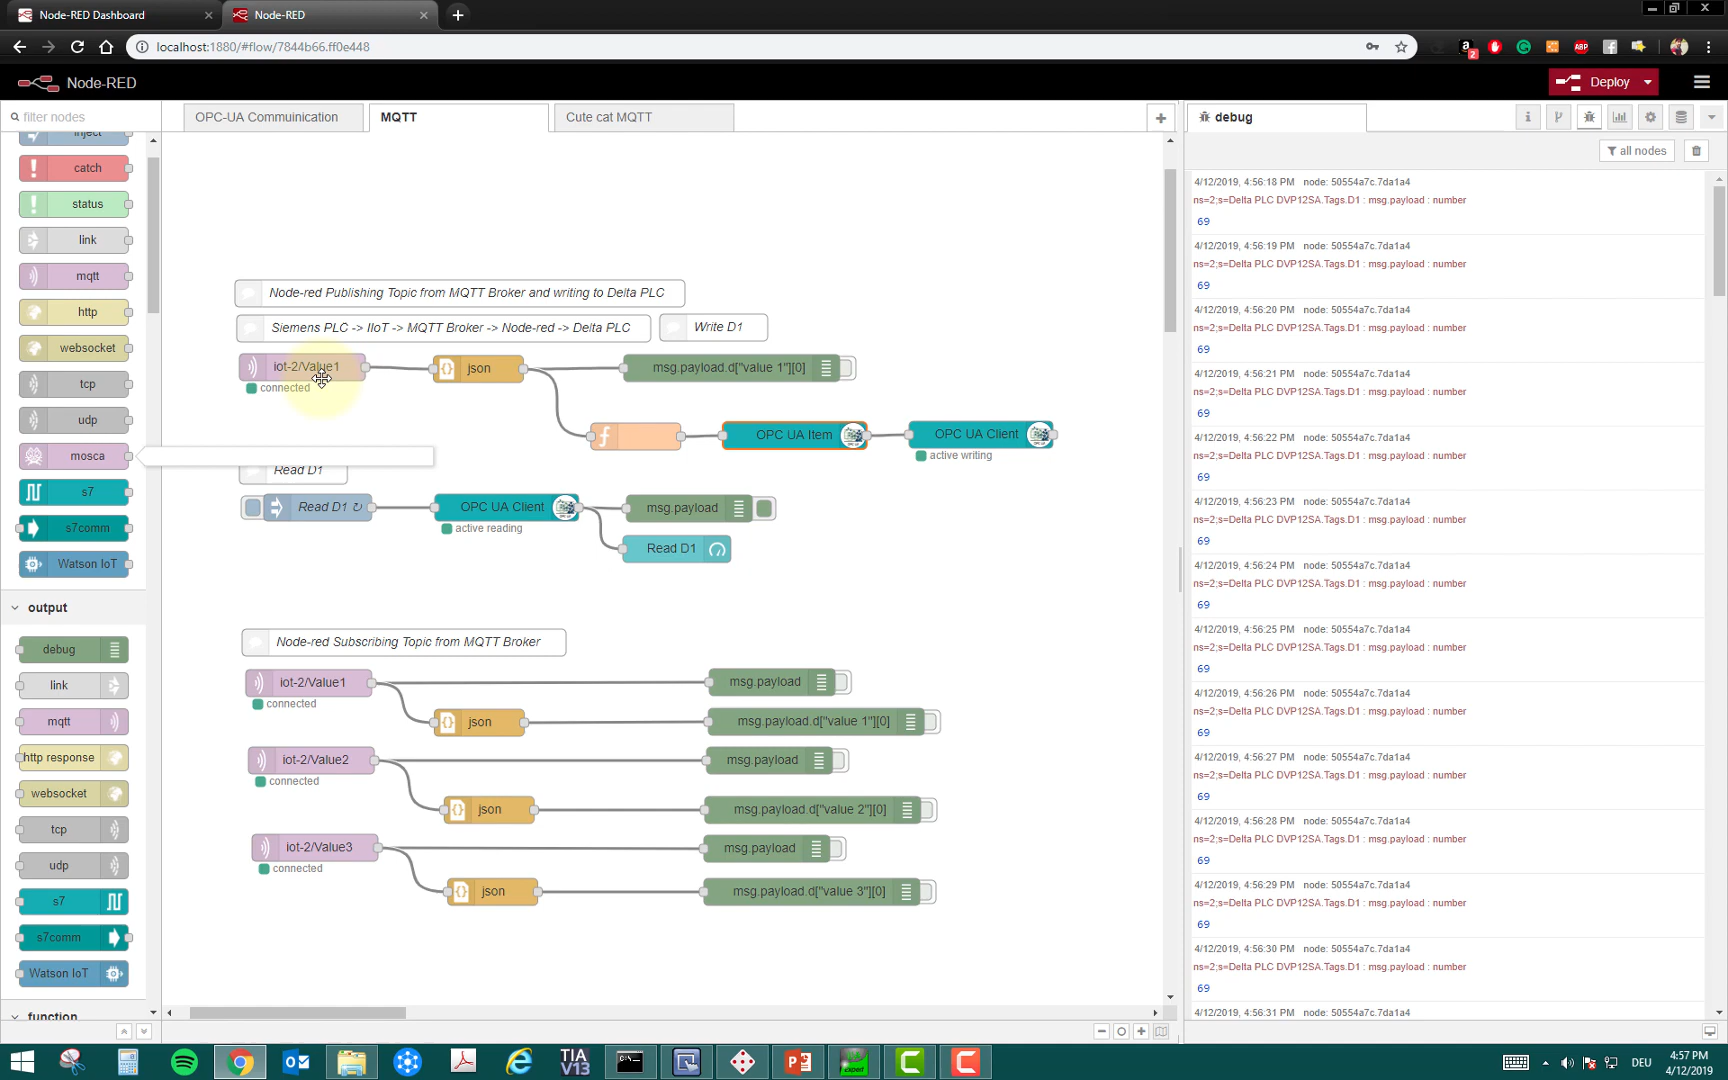 Node-RED Dashboard
Node-RED
localhost:1880/#flow/7844b66.ff0e448
a
2
ABP
Node-RED
Deploy
filter nodes
OPC-UA Commuinication
MQTT
Cute cat MQTT
debug
all nodes
inject
catch
status
link
mqtt
http
websocket
tcp
udp
mosca
s7
s7comm
Watson IoT
output
debug
link
mqtt
http response
websocket
tcp
udp
s7
s7comm
Watson IoT
function
Node-red Publishing Topic from MQTT Broker and writing to Delta PLC
Siemens PLC -> IIoT -> MQTT Broker -> Node-red -> Delta PLC
Write D1
iot-2/Value1
connected
json
msg.payload.d["value 1"][0]
OPC UA Item
OPC UA Client
active writing
Read D1
Read D1 ↻
OPC UA Client
active reading
msg.payload
Read D1
Node-red Subscribing Topic from MQTT Broker
iot-2/Value1
connected
msg.payload
json
msg.payload.d["value 1"][0]
iot-2/Value2
connected
msg.payload
json
msg.payload.d["value 2"][0]
iot-2/Value3
connected
msg.payload
json
msg.payload.d["value 3"][0]
4/12/2019, 4:56:18 PM node: 50554a7c.7da1a4
ns=2;s=Delta PLC DVP12SA.Tags.D1 : msg.payload : number
69
4/12/2019, 4:56:19 PM node: 50554a7c.7da1a4
ns=2;s=Delta PLC DVP12SA.Tags.D1 : msg.payload : number
69
4/12/2019, 4:56:20 PM node: 50554a7c.7da1a4
ns=2;s=Delta PLC DVP12SA.Tags.D1 : msg.payload : number
69
4/12/2019, 4:56:21 PM node: 50554a7c.7da1a4
ns=2;s=Delta PLC DVP12SA.Tags.D1 : msg.payload : number
69
4/12/2019, 4:56:22 PM node: 50554a7c.7da1a4
ns=2;s=Delta PLC DVP12SA.Tags.D1 : msg.payload : number
69
4/12/2019, 4:56:23 PM node: 50554a7c.7da1a4
ns=2;s=Delta PLC DVP12SA.Tags.D1 : msg.payload : number
69
4/12/2019, 4:56:24 PM node: 50554a7c.7da1a4
ns=2;s=Delta PLC DVP12SA.Tags.D1 : msg.payload : number
69
4/12/2019, 4:56:25 PM node: 50554a7c.7da1a4
ns=2;s=Delta PLC DVP12SA.Tags.D1 : msg.payload : number
69
4/12/2019, 4:56:26 PM node: 50554a7c.7da1a4
ns=2;s=Delta PLC DVP12SA.Tags.D1 : msg.payload : number
69
4/12/2019, 4:56:27 PM node: 50554a7c.7da1a4
ns=2;s=Delta PLC DVP12SA.Tags.D1 : msg.payload : number
69
4/12/2019, 4:56:28 PM node: 50554a7c.7da1a4
ns=2;s=Delta PLC DVP12SA.Tags.D1 : msg.payload : number
69
4/12/2019, 4:56:29 PM node: 50554a7c.7da1a4
ns=2;s=Delta PLC DVP12SA.Tags.D1 : msg.payload : number
69
4/12/2019, 4:56:30 PM node: 50554a7c.7da1a4
ns=2;s=Delta PLC DVP12SA.Tags.D1 : msg.payload : number
69
4/12/2019, 4:56:31 PM node: 50554a7c.7da1a4
TIA
V13
DEU
4:57 PM
4/12/2019